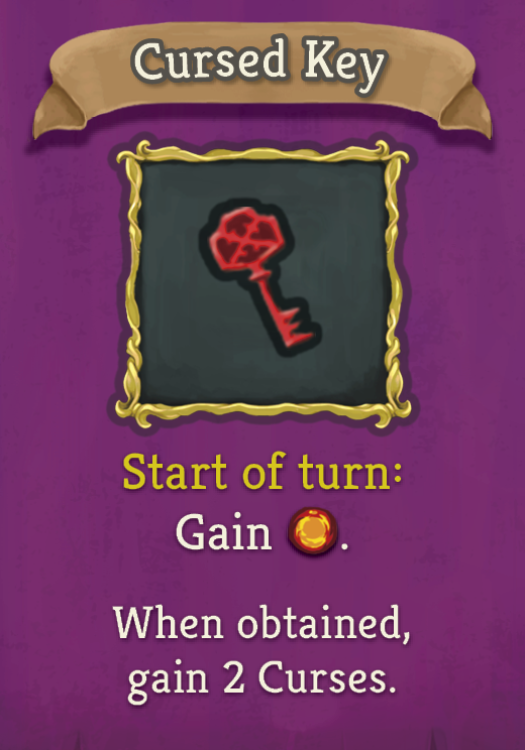 Cursed Key
Start of turn:
Gain .
When obtained,
gain 2 Curses.